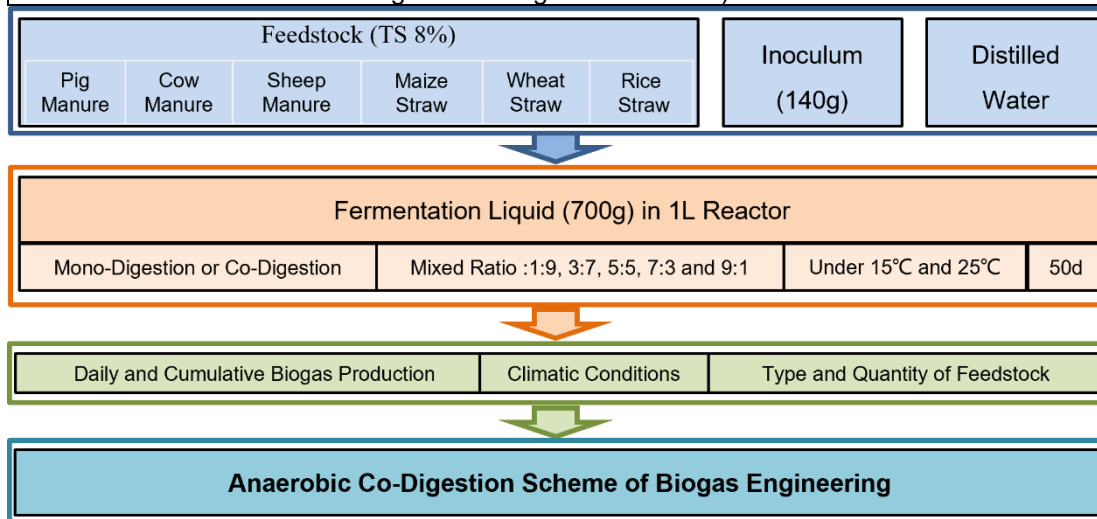 Feedstock (TS 8%)
Pig Manure
Cow Manure
Sheep Manure
Maize Straw
Wheat Straw
Rice Straw
Inoculum
(140g)
Distilled
Water
Fermentation Liquid (700g) in 1L Reactor
Mono-Digestion or Co-Digestion
Mixed Ratio :1:9, 3:7, 5:5, 7:3 and 9:1
Under 15℃ and 25℃
50d
Daily and Cumulative Biogas Production
Climatic Conditions
Type and Quantity of Feedstock
Anaerobic Co-Digestion Scheme of Biogas Engineering